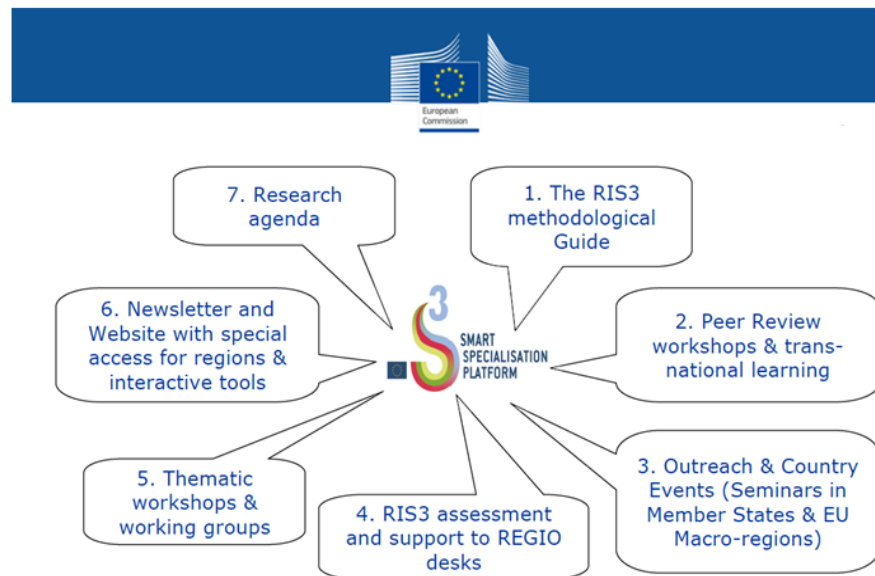 European
Commission
7. Research
agenda
1. The RIS3
methodological
Guide
6. Newsletter and
Website with special
access for regions &
interactive tools
3
S
SMART
SPECIALISATION
PLATFORM
2. Peer Review
workshops & trans-
national learning
5. Thematic
workshops &
working groups
4. RIS3 assessment
and support to REGIO
desks
3. Outreach & Country
Events (Seminars in
Member States & EU
Macro-regions)